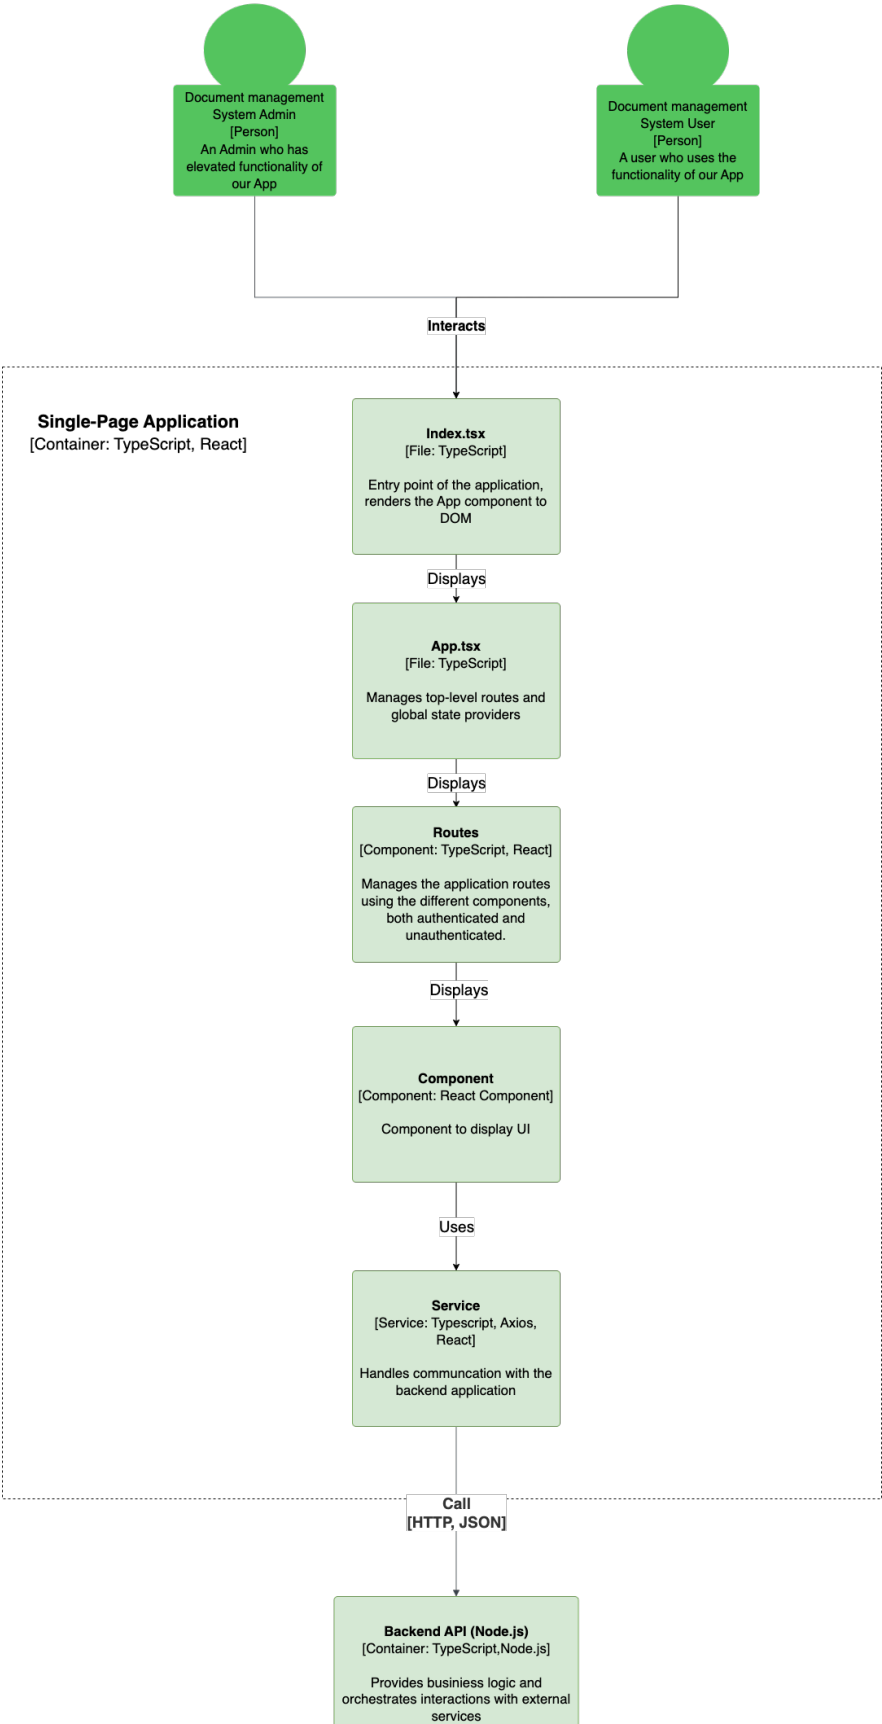 Document management
System Admin
[Person]
An Admin who has
elevated functionality of
our App
Document management
System User
[Person]
A user who uses the
functionality of our App
Interacts
Single-Page Application
[Container: TypeScript, React]
Index.tsx
[File: TypeScript]
Entry point of the application,
renders the App component to
DOM
Displays
App.tsx
[File: TypeScript]
Manages top-level routes and
global state providers
Displays
Routes
[Component: TypeScript, React]
Manages the application routes
using the different components,
both authenticated and
unauthenticated.
Displays
Component
[Component: React Component]
Component to display UI
Uses
Service
[Service: Typescript, Axios,
React]
Handles communcation with the
backend application
Call
[HTTP, JSON]
Backend API (Node.js)
[Container: TypeScript,Node.js]
Provides businiess logic and
orchestrates interactions with external
services